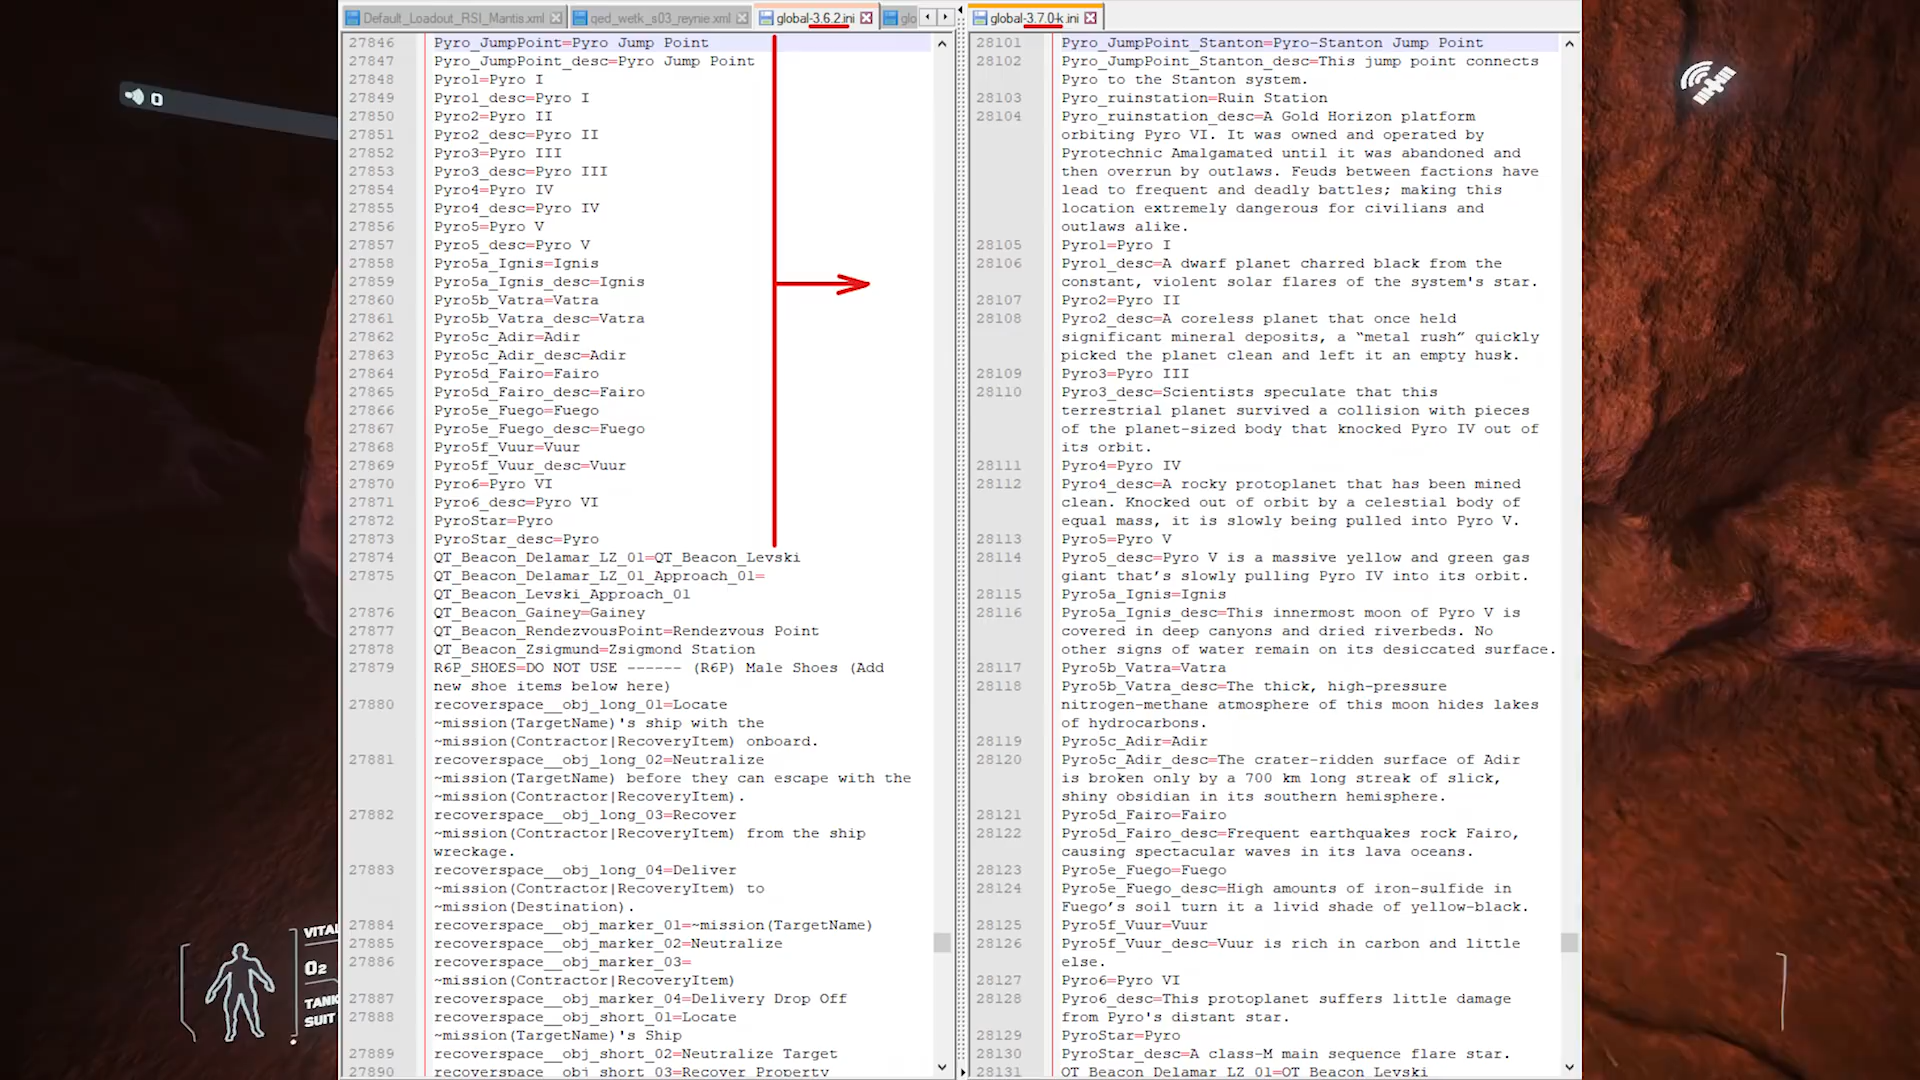 Default_Loadout_RSI_Mantis.xml
qed_wetk_s03_reynie.xml
global-3.6.2.ini
glo
global-3.7.0-k.ini
0
27846 Pyro_JumpPoint=Pyro Jump Point
27847 Pyro_JumpPoint_desc=Pyro Jump Point
27848 Pyro1=Pyro I
27849 Pyro1_desc=Pyro I
27850 Pyro2=Pyro II
27851 Pyro2_desc=Pyro II
27852 Pyro3=Pyro III
27853 Pyro3_desc=Pyro III
27854 Pyro4=Pyro IV
27855 Pyro4_desc=Pyro IV
27856 Pyro5=Pyro V
27857 Pyro5_desc=Pyro V
27858 Pyro5a_Ignis=Ignis
27859 Pyro5a_Ignis_desc=Ignis
27860 Pyro5b_Vatra=Vatra
27861 Pyro5b_Vatra_desc=Vatra
27862 Pyro5c_Adir=Adir
27863 Pyro5c_Adir_desc=Adir
27864 Pyro5d_Fairo=Fairo
27865 Pyro5d_Fairo_desc=Fairo
27866 Pyro5e_Fuego=Fuego
27867 Pyro5e_Fuego_desc=Fuego
27868 Pyro5f_Vuur=Vuur
27869 Pyro5f_Vuur_desc=Vuur
27870 Pyro6=Pyro VI
27871 Pyro6_desc=Pyro VI
27872 PyroStar=Pyro
27873 PyroStar_desc=Pyro
27874 QT_Beacon_Delamar_LZ_01=QT_Beacon_Levski
27875 QT_Beacon_Delamar_LZ_01_Approach_01=
QT_Beacon_Levski_Approach_01
27876 QT_Beacon_Gainey=Gainey
27877 QT_Beacon_RendezvousPoint=Rendezvous Point
27878 QT_Beacon_Zsigmund=Zsigmond Station
27879 R6P_SHOES=DO NOT USE ------ (R6P) Male Shoes (Add
new shoe items below here)
27880 recoverspace__obj_long_01=Locate
~mission(TargetName)'s ship with the
~mission(Contractor|RecoveryItem) onboard.
27881 recoverspace__obj_long_02=Neutralize
~mission(TargetName) before they can escape with the
~mission(Contractor|RecoveryItem).
27882 recoverspace__obj_long_03=Recover
~mission(Contractor|RecoveryItem) from the ship
wreckage.
27883 recoverspace__obj_long_04=Deliver
~mission(Contractor|RecoveryItem) to
~mission(Destination).
27884 recoverspace__obj_marker_01=~mission(TargetName)
27885 recoverspace__obj_marker_02=Neutralize
27886 recoverspace__obj_marker_03=
~mission(Contractor|RecoveryItem)
27887 recoverspace__obj_marker_04=Delivery Drop Off
27888 recoverspace__obj_short_01=Locate
~mission(TargetName)'s Ship
27889 recoverspace__obj_short_02=Neutralize Target
27890 recoverspace__obj_short_03=Recover Property
28101 Pyro_JumpPoint_Stanton=Pyro-Stanton Jump Point
28102 Pyro_JumpPoint_Stanton_desc=This jump point connects
Pyro to the Stanton system.
28103 Pyro_ruinstation=Ruin Station
28104 Pyro_ruinstation_desc=A Gold Horizon platform
orbiting Pyro VI. It was owned and operated by
Pyrotechnic Amalgamated until it was abandoned and
then overrun by outlaws. Feuds between factions have
lead to frequent and deadly battles; making this
location extremely dangerous for civilians and
outlaws alike.
28105 Pyro1=Pyro I
28106 Pyro1_desc=A dwarf planet charred black from the
constant, violent solar flares of the system's star.
28107 Pyro2=Pyro II
28108 Pyro2_desc=A coreless planet that once held
significant mineral deposits, a “metal rush” quickly
picked the planet clean and left it an empty husk.
28109 Pyro3=Pyro III
28110 Pyro3_desc=Scientists speculate that this
terrestrial planet survived a collision with pieces
of the planet-sized body that knocked Pyro IV out of
its orbit.
28111 Pyro4=Pyro IV
28112 Pyro4_desc=A rocky protoplanet that has been mined
clean. Knocked out of orbit by a celestial body of
equal mass, it is slowly being pulled into Pyro V.
28113 Pyro5=Pyro V
28114 Pyro5_desc=Pyro V is a massive yellow and green gas
giant that’s slowly pulling Pyro IV into its orbit.
28115 Pyro5a_Ignis=Ignis
28116 Pyro5a_Ignis_desc=This innermost moon of Pyro V is
covered in deep canyons and dried riverbeds. No
other signs of water remain on its desiccated surface.
28117 Pyro5b_Vatra=Vatra
28118 Pyro5b_Vatra_desc=The thick, high-pressure
nitrogen-methane atmosphere of this moon hides lakes
of hydrocarbons.
28119 Pyro5c_Adir=Adir
28120 Pyro5c_Adir_desc=The crater-ridden surface of Adir
is broken only by a 700 km long streak of slick,
shiny obsidian in its southern hemisphere.
28121 Pyro5d_Fairo=Fairo
28122 Pyro5d_Fairo_desc=Frequent earthquakes rock Fairo,
causing spectacular waves in its lava oceans.
28123 Pyro5e_Fuego=Fuego
28124 Pyro5e_Fuego_desc=High amounts of iron-sulfide in
Fuego’s soil turn it a livid shade of yellow-black.
28125 Pyro5f_Vuur=Vuur
28126 Pyro5f_Vuur_desc=Vuur is rich in carbon and little
else.
28127 Pyro6=Pyro VI
28128 Pyro6_desc=This protoplanet suffers little damage
from Pyro's distant star.
28129 PyroStar=Pyro
28130 PyroStar_desc=A class-M main sequence flare star.
28131 QT_Beacon_Delamar_LZ_01=QT_Beacon_Levski
VITAL
O2
TANK
SUIT